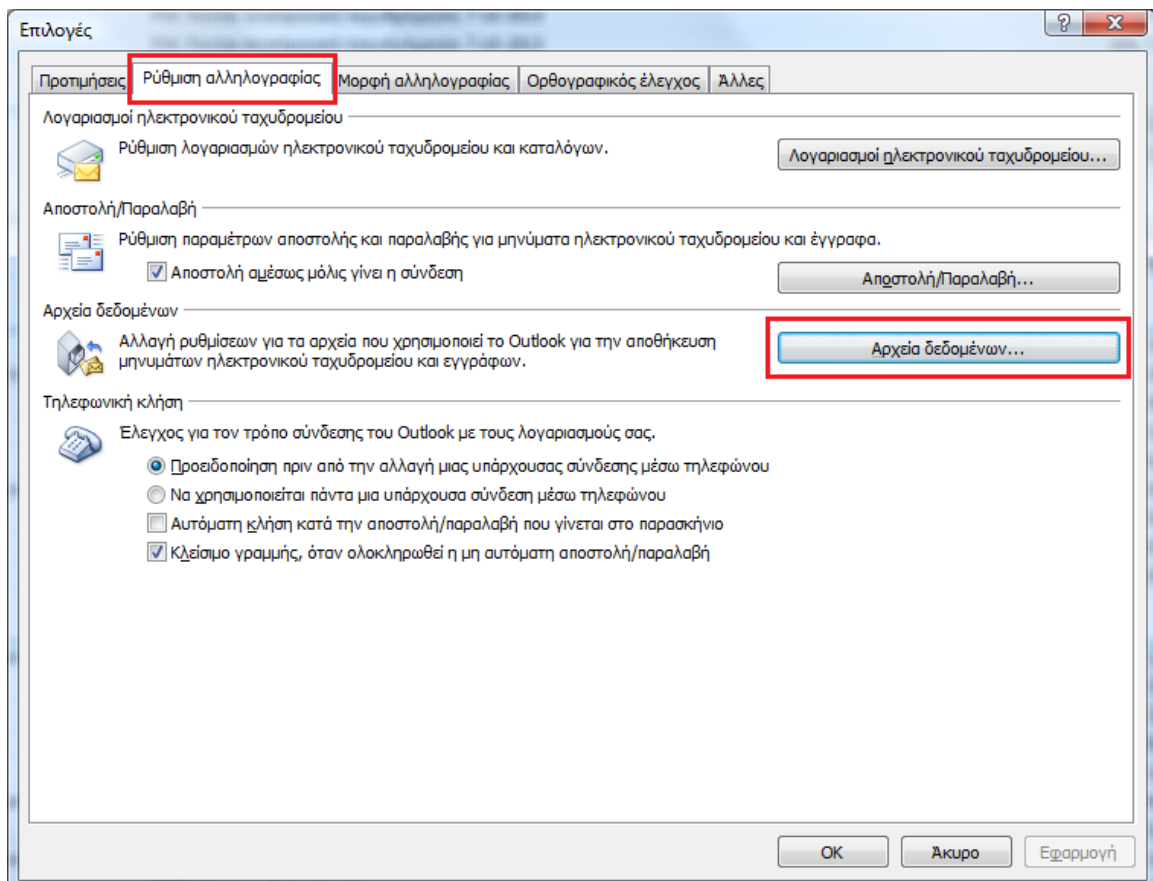 Επιλογές
Προτιμήσεις
Ρύθμιση αλληλογραφίας
Μορφή αλληλογραφίας
Ορθογραφικός έλεγχος
Άλλες
Λογαριασμοί ηλεκτρονικού ταχυδρομείου
Ρύθμιση λογαριασμών ηλεκτρονικού ταχυδρομείου και καταλόγων.
Λογαριασμοί ηλεκτρονικού ταχυδρομείου...
Αποστολή/Παραλαβή
Ρύθμιση παραμέτρων αποστολής και παραλαβής για μηνύματα ηλεκτρονικού ταχυδρομείου και έγγραφα.
Αποστολή αμέσως μόλις γίνει η σύνδεση
Αποστολή/Παραλαβή...
Αρχεία δεδομένων
Αλλαγή ρυθμίσεων για τα αρχεία που χρησιμοποιεί το Outlook για την αποθήκευση
μηνυμάτων ηλεκτρονικού ταχυδρομείου και εγγράφων.
Αρχεία δεδομένων...
Τηλεφωνική κλήση
Έλεγχος για τον τρόπο σύνδεσης του Outlook με τους λογαριασμούς σας.
Προειδοποίηση πριν από την αλλαγή μιας υπάρχουσας σύνδεσης μέσω τηλεφώνου
Να χρησιμοποιείται πάντα μια υπάρχουσα σύνδεση μέσω τηλεφώνου
Αυτόματη κλήση κατά την αποστολή/παραλαβή που γίνεται στο παρασκήνιο
Κλείσιμο γραμμής, όταν ολοκληρωθεί η μη αυτόματη αποστολή/παραλαβή
OK
Άκυρο
Εφαρμογή